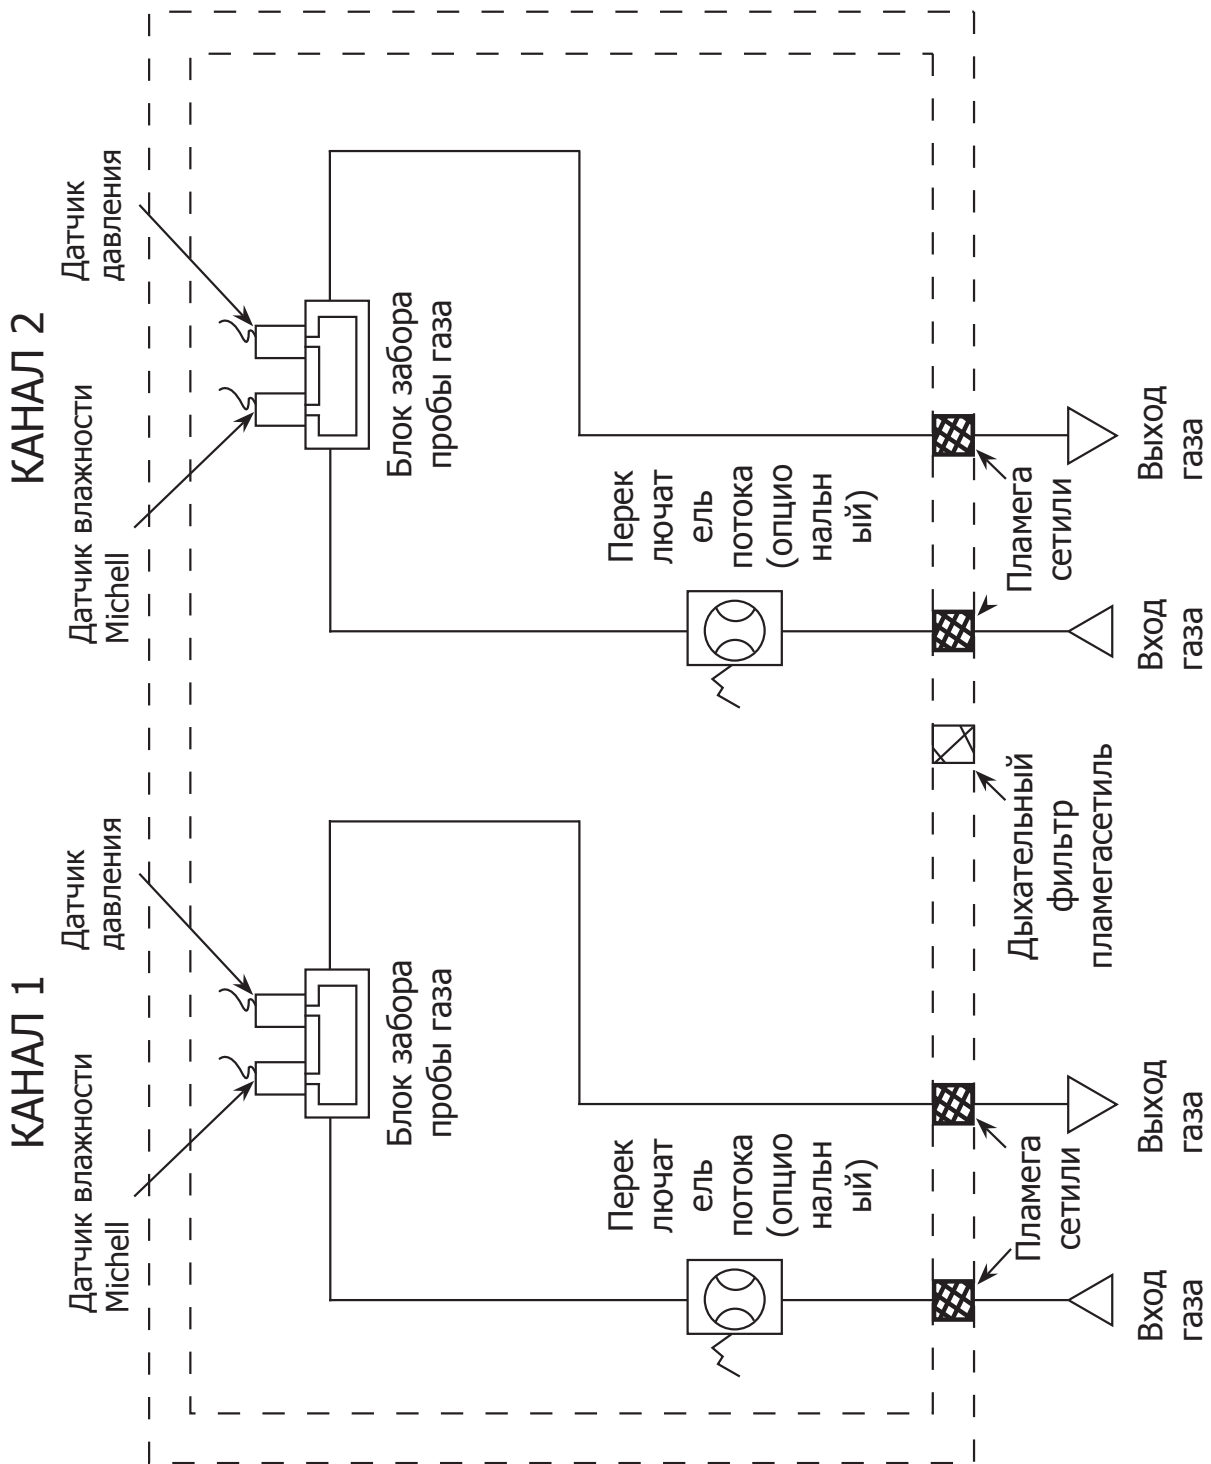 КАНАЛ 1
КАНАЛ 2
Датчик влажности
Michell
Датчик
давления
Датчик влажности
Michell
Датчик
давления
Блок забора
пробы газа
Блок забора
пробы газа
Перек
лючат
ель
потока
(опцио
нальн
ый)
Перек
лючат
ель
потока
(опцио
нальн
ый)
Пламега
сетили
Дыхательный
фильтр
пламегасетиль
Пламега
сетили
Вход
газа
Выход
газа
Вход
газа
Выход
газа